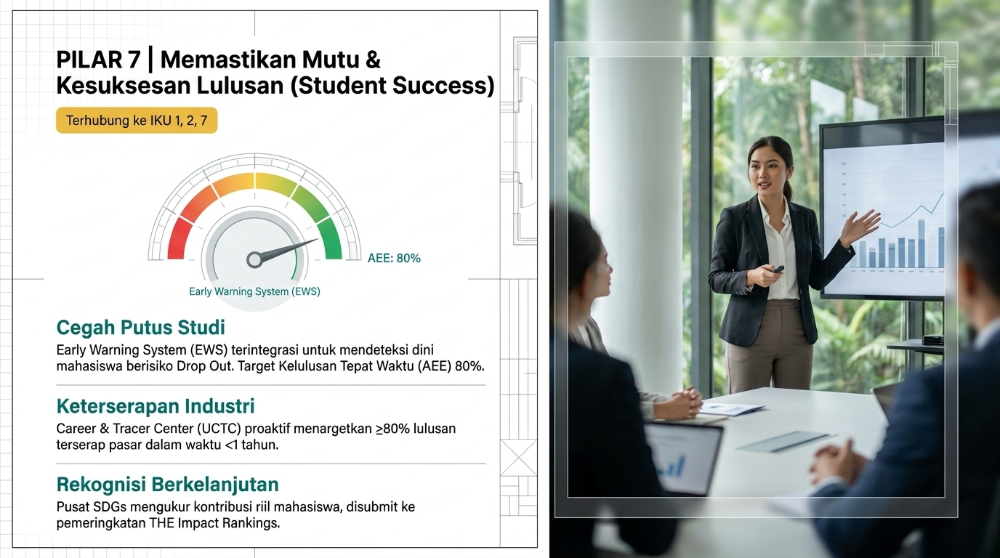 PILAR 7 | Memastikan Mutu &
Kesuksesan Lulusan (Student Success)
Terhubung ke IKU 1, 2, 7
AEE: 80%
Early Warning System (EWS)
Cegah Putus Studi
Early Warning System (EWS) terintegrasi untuk mendeteksi dini
mahasiswa berisiko Drop Out. Target Kelulusan Tepat Waktu (AEE) 80%.
Keterserapan Industri
Career & Tracer Center (UCTC) proaktif menargetkan ≥80% lulusan
terserap pasar dalam waktu <1 tahun.
Rekognisi Berkelanjutan
Pusat SDGs mengukur kontribusi riil mahasiswa, disubmit ke
pemeringkatan THE Impact Rankings.